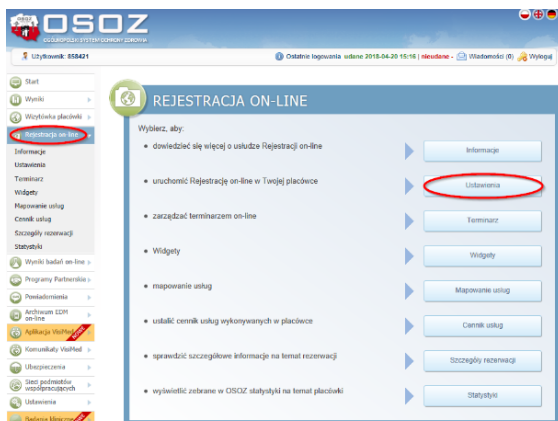 OSOZ
OGÓLNOPOLSKI SYSTEM OCHRONY ZDROWIA
Użytkownik: 858421
Ostatnie logowania udane 2018-04-20 15:16 | nieudane -
Wiadomości (0)
Wyloguj
Start
Wyniki
Wizytówka placówki
Rejestracja on-line
Informacje
Ustawienia
Terminarz
Widgety
Mapowanie usług
Cennik usług
Szczegóły rezerwacji
Statystyki
Wyniki badań on-line
Programy Partnerskie
Powiadomienia
Archiwum EDM
on-line
Aplikacja VisiMed
NOWE
Komunikaty VisiMed
Ubezpieczenia
Sieci podmiotów
współpracujących
Ustawienia
Badania kliniczne
REJESTRACJA ON-LINE
Wybierz, aby:
• dowiedzieć się więcej o usłudze Rejestracji on-line
Informacje
• uruchomić Rejestrację on-line w Twojej placówce
Ustawienia
• zarządzać terminarzem on-line
Terminarz
• Widgety
Widgety
• mapowanie usług
Mapowanie usług
• ustalić cennik usług wykonywanych w placówce
Cennik usług
• sprawdzić szczegółowe informacje na temat rezerwacji
Szczegóły rezerwacji
• wyświetlić zebrane w OSOZ statystyki na temat placówki
Statystyki